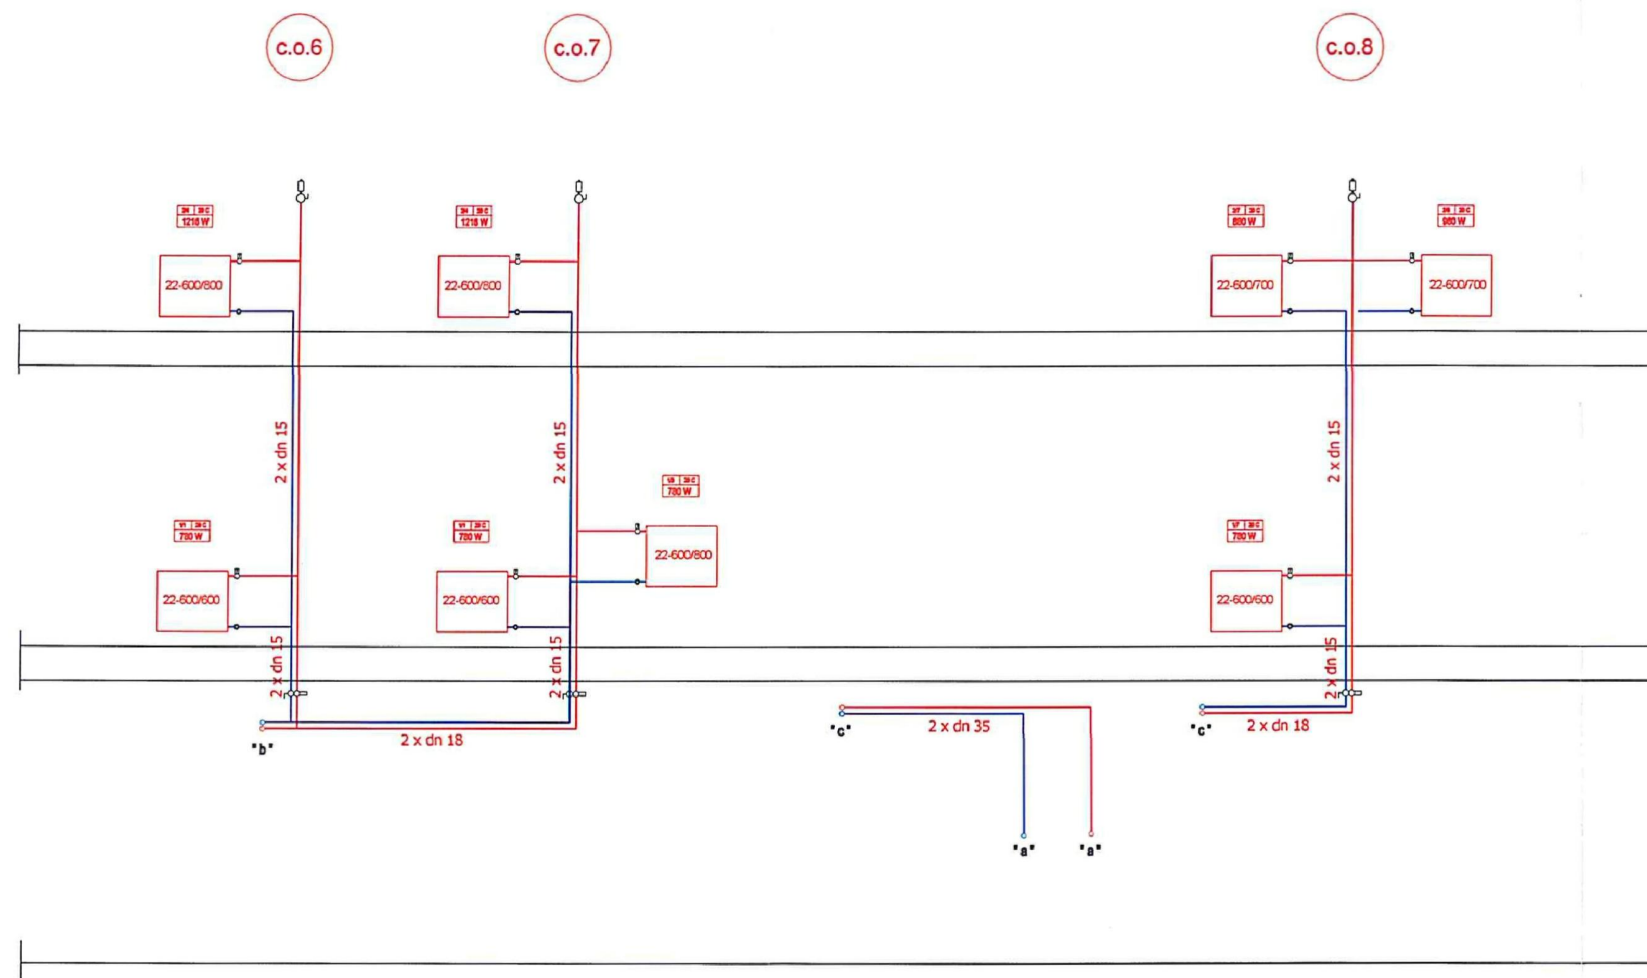 c.o.6
c.o.7
c.o.8
1216 W
1216 W
22-600/800
22-600/800
22-600/700
22-600/700
2 x dn 15
2 x dn 15
2 x dn 15
780 W
780 W
780 W
780 W
22-600/800
22-600/600
22-600/600
22-600/600
2 x dn 15
2 x dn 15
2 x dn 15
"b"
2 x dn 18
"c"
2 x dn 35
"c"
2 x dn 18
"a"
"a"